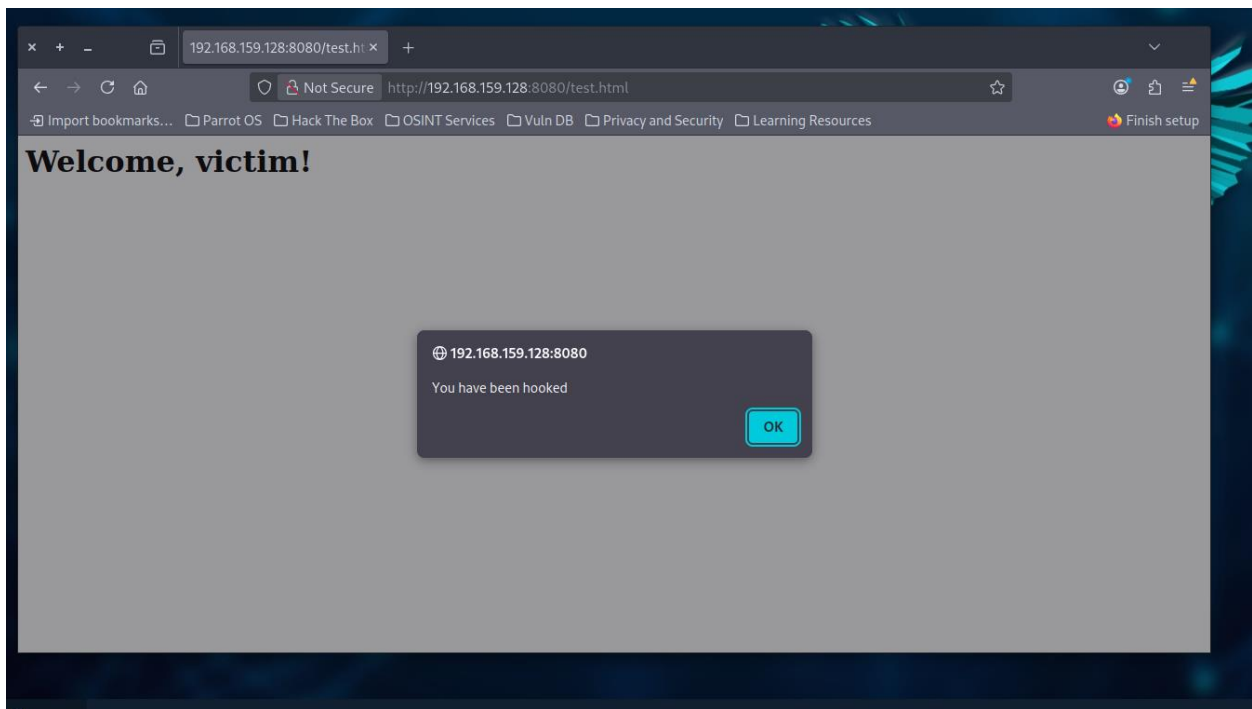 192.168.159.128:8080/test.ht
Not Secure http://192.168.159.128:8080/test.html
Import bookmarks... Parrot OS Hack The Box OSINT Services Vuln DB Privacy and Security Learning Resources Finish setup
Welcome, victim!
192.168.159.128:8080
You have been hooked
OK